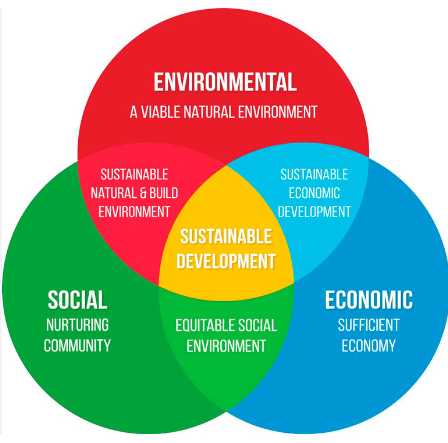 ENVIRONMENTAL
A VIABLE NATURAL ENVIRONMENT
SUSTAINABLE
NATURAL & BUILD
ENVIRONMENT
SUSTAINABLE
ECONOMIC
DEVELOPMENT
SUSTAINABLE
DEVELOPMENT
SOCIAL
NURTURING
COMMUNITY
EQUITABLE SOCIAL
ENVIRONMENT
ECONOMIC
SUFFICIENT
ECONOMY